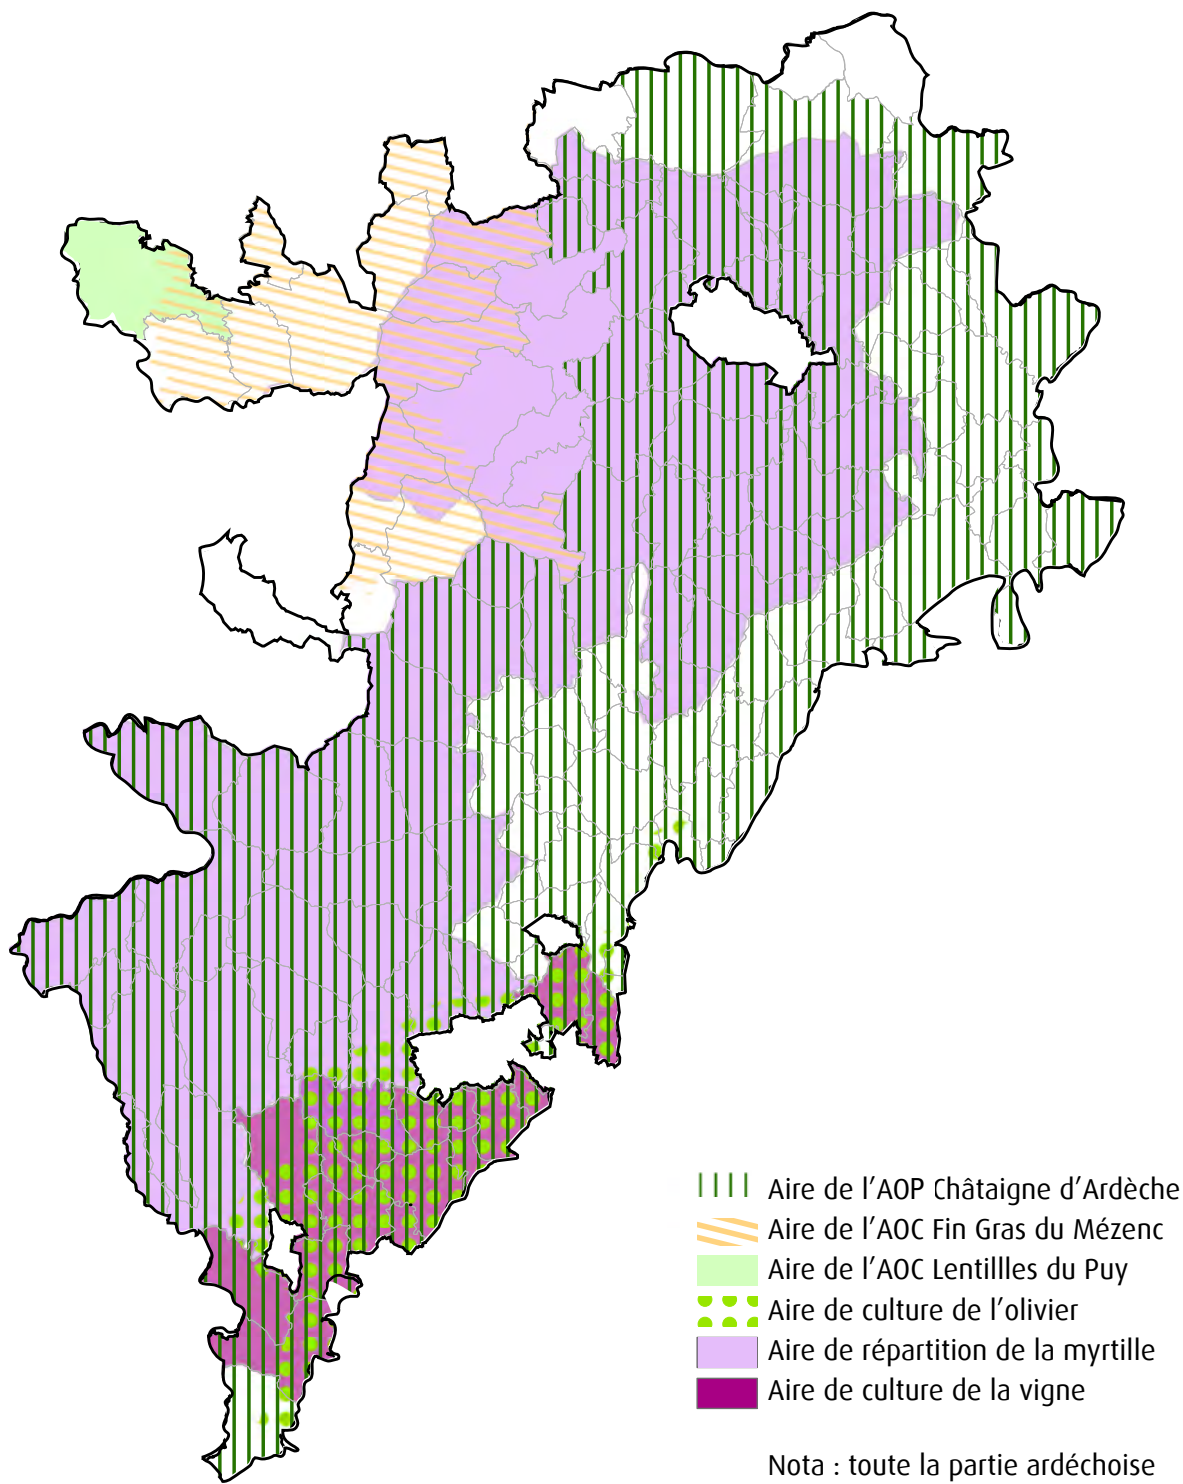 Aire de l'AOP Châtaigne d'Ardèche
Aire de l'AOC Fin Gras du Mézenc
Aire de l'AOC Lentillles du Puy
Aire de culture de l'olivier
Aire de répartition de la myrtille
Aire de culture de la vigne
Nota : toute la partie ardéchoise